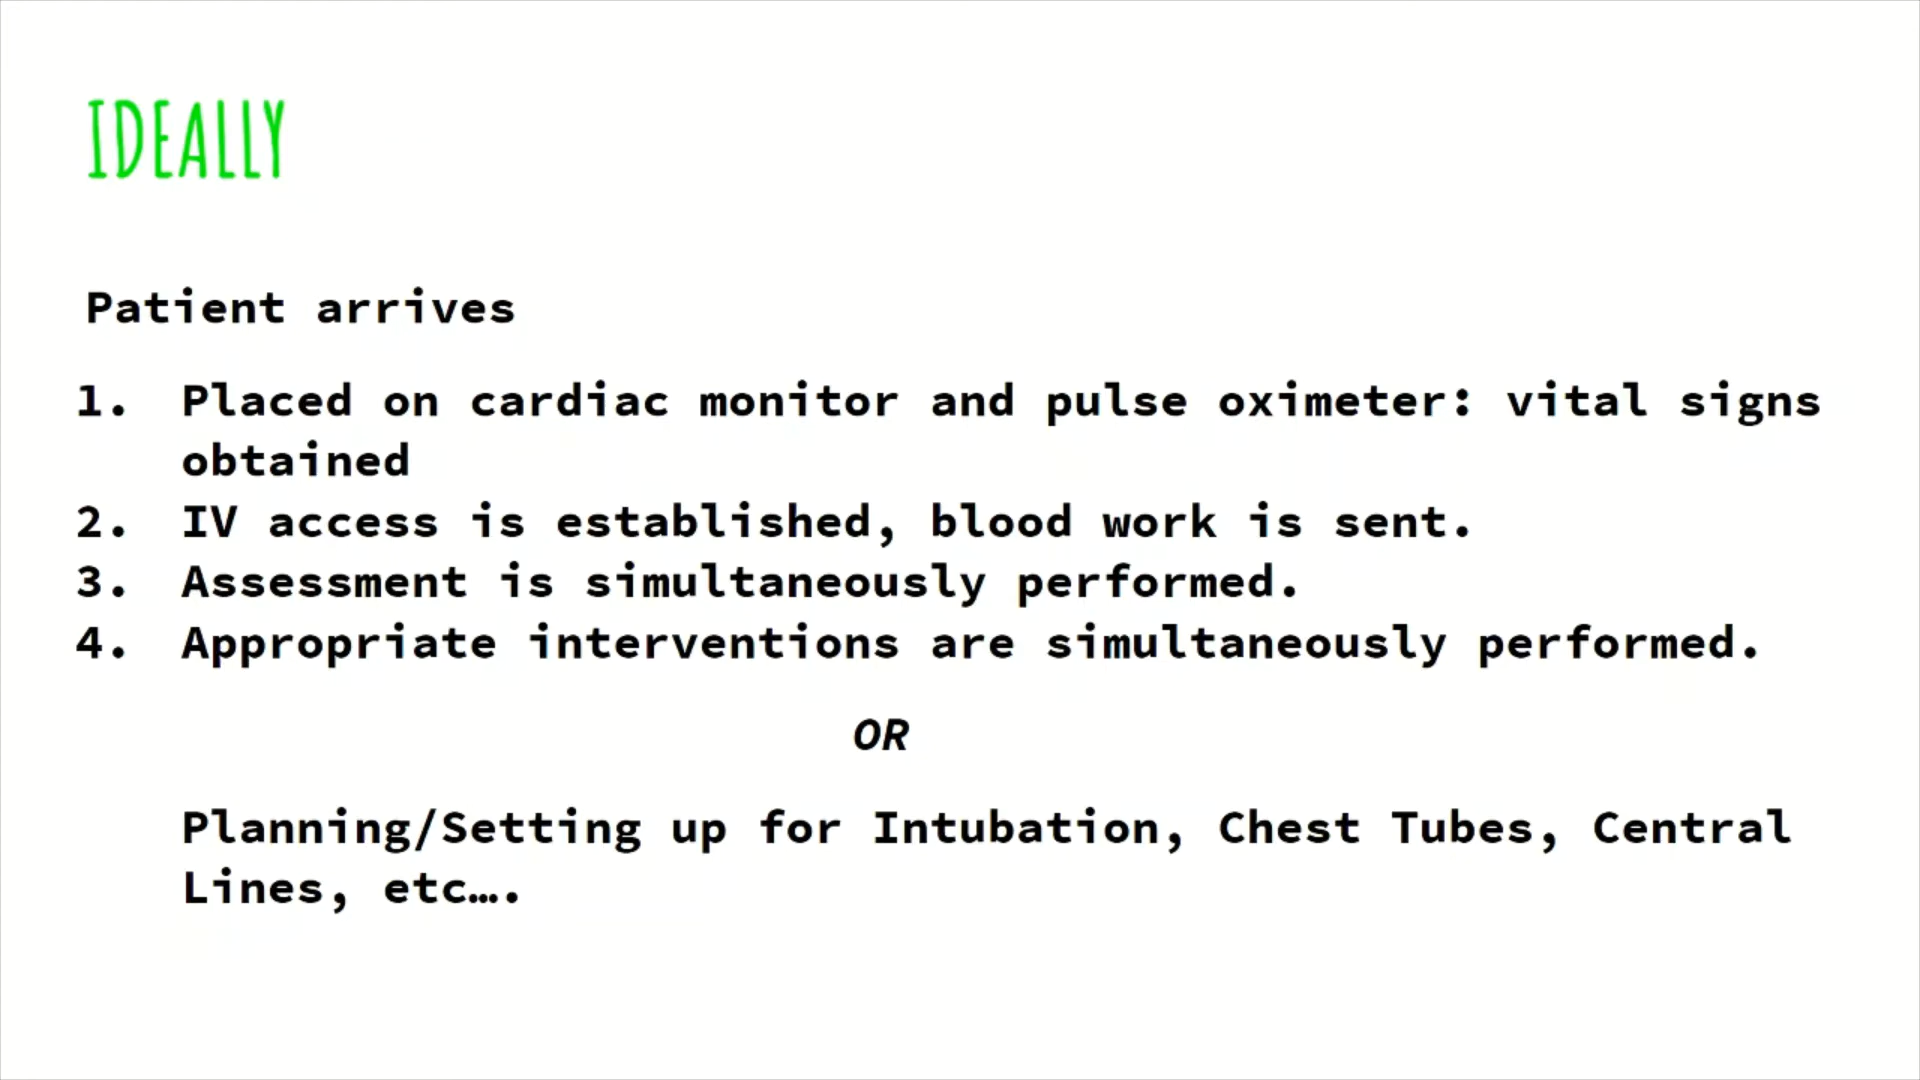 IDEALLY
Patient arrives
1. Placed on cardiac monitor and pulse oximeter: vital signs
obtained
2. IV access is established, blood work is sent.
3. Assessment is simultaneously performed.
4. Appropriate interventions are simultaneously performed.
OR
Planning/Setting up for Intubation, Chest Tubes, Central
Lines, etc….